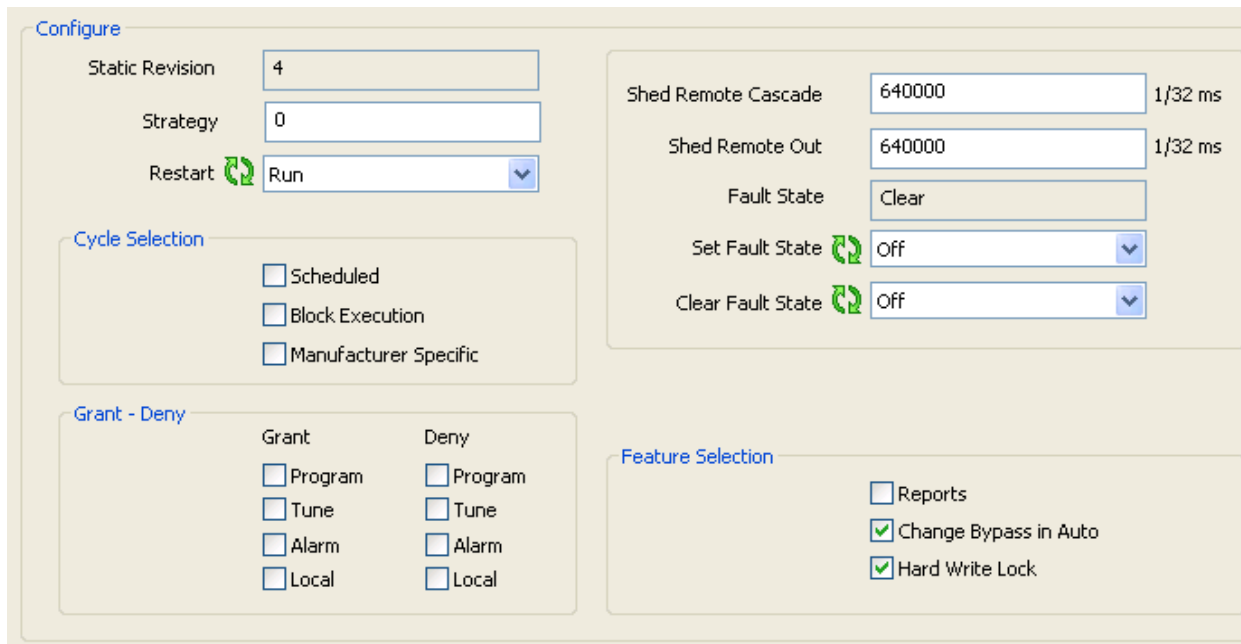 Configure
Static Revision 4
Strategy 0
Restart Run
Shed Remote Cascade 640000 1/32 ms
Shed Remote Out 640000 1/32 ms
Fault State Clear
Set Fault State Off
Clear Fault State Off
Cycle Selection
Scheduled
Block Execution
Manufacturer Specific
Grant - Deny
Grant Deny
Program Program
Tune Tune
Alarm Alarm
Local Local
Feature Selection
Reports
Change Bypass in Auto
Hard Write Lock